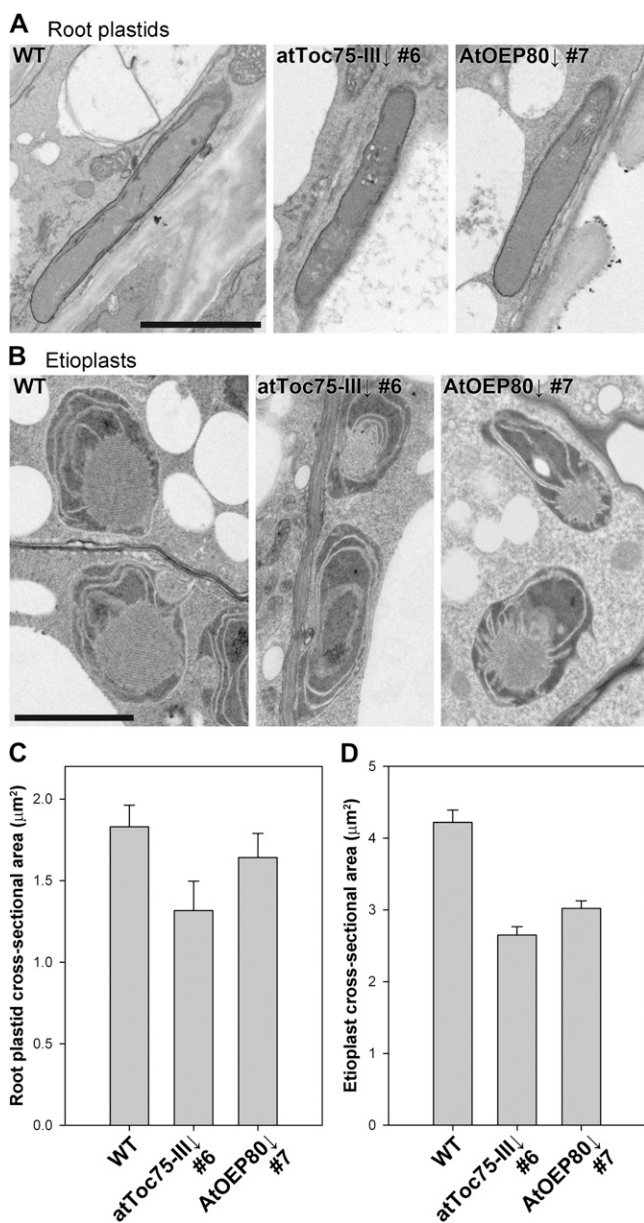 A Root plastids
WT
atToc75-III↓ #6
AtOEP80↓ #7
B Etioplasts
WT
atToc75-III↓ #6
AtOEP80↓ #7
C
Root plastid cross-sectional area (μm²)
2.0
1.5
1.0
0.5
0.0
WT
atToc75-III↓
#6
AtOEP80↓
#7
D
Etioplast cross-sectional area (μm²)
5
4
3
2
1
0
WT
atToc75-III↓
#6
AtOEP80↓
#7